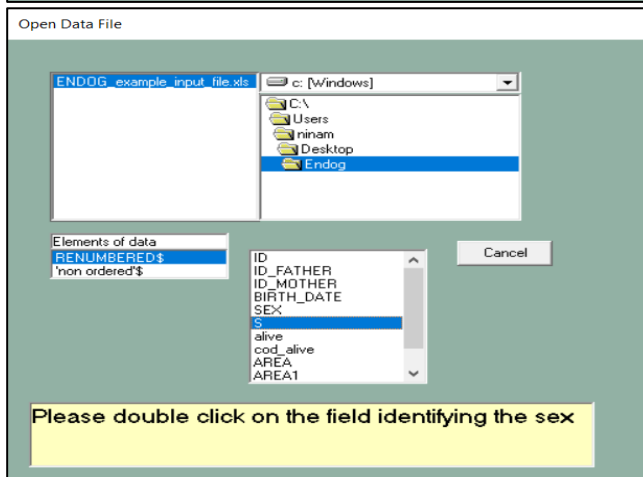 Open Data File
ENDOG_example_input_file.xls
c: [Windows]
C:\
Users
ninam
Desktop
Endog
Elements of data
RENUMBERED$
'non ordered'$
ID
ID_FATHER
ID_MOTHER
BIRTH_DATE
SEX
S
alive
cod_alive
AREA
AREA1
Cancel
Please double click on the field identifying the sex